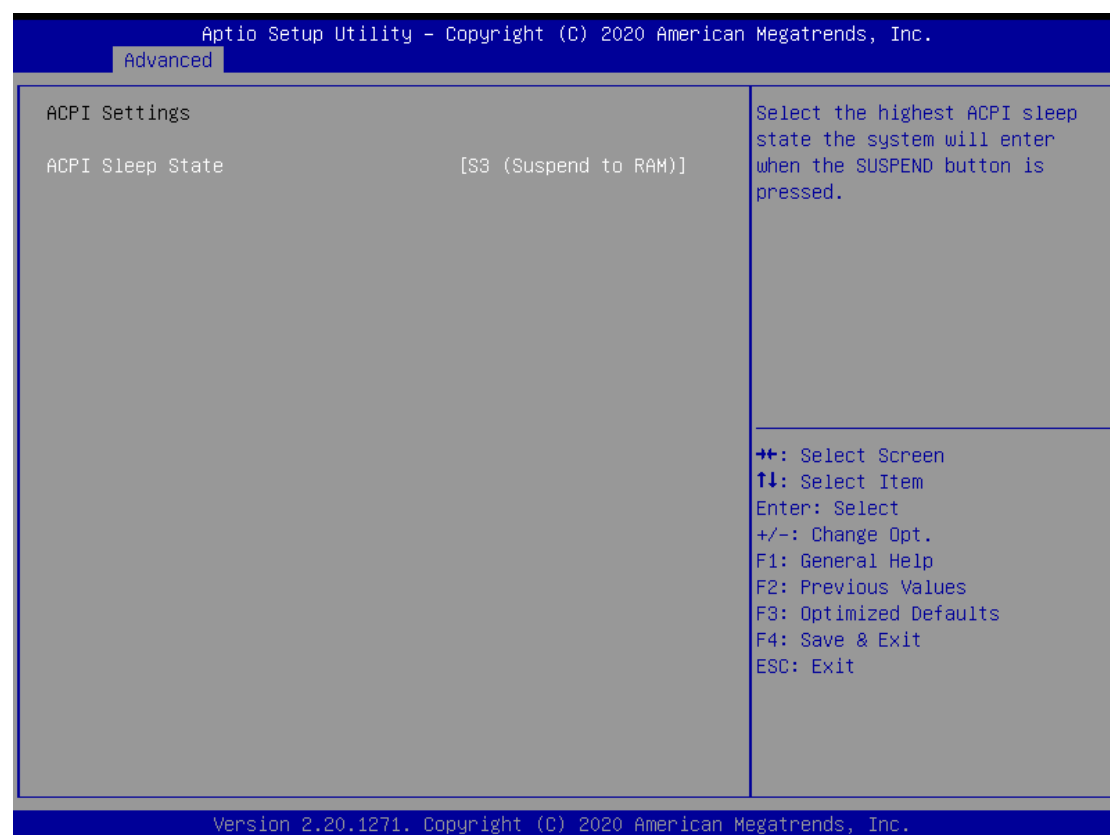 Aptio Setup Utility – Copyright (C) 2020 American Megatrends, Inc.
Advanced
ACPI Settings
ACPI Sleep State [S3 (Suspend to RAM)]
Select the highest ACPI sleep
state the system will enter
when the SUSPEND button is
pressed.
→←: Select Screen
↑↓: Select Item
Enter: Select
+/-: Change Opt.
F1: General Help
F2: Previous Values
F3: Optimized Defaults
F4: Save & Exit
ESC: Exit
Version 2.20.1271. Copyright (C) 2020 American Megatrends, Inc.